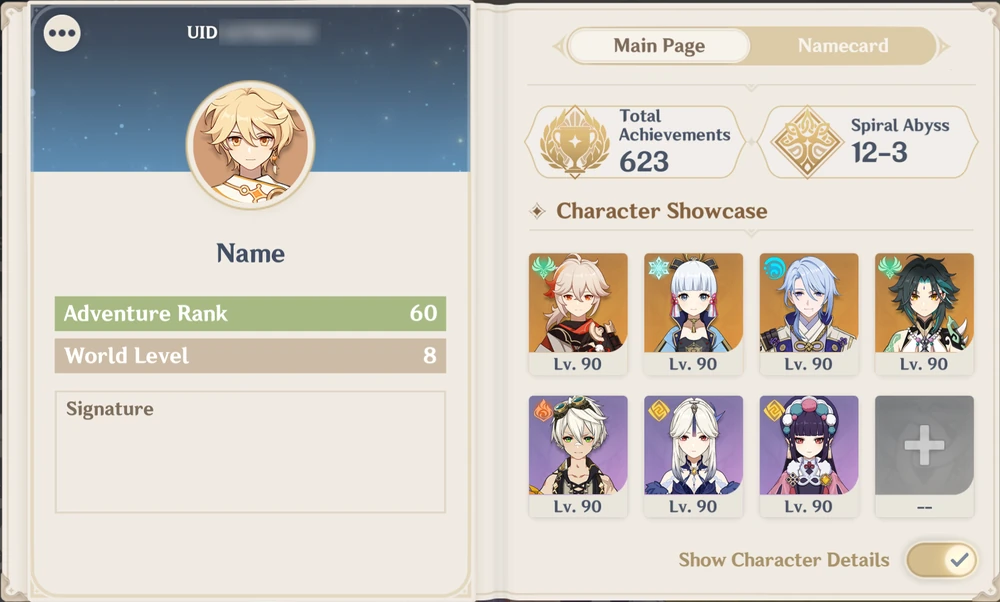 UID
Name
Adventure Rank 60
World Level 8
Signature
Main Page
Namecard
Total
Achievements
623
Spiral Abyss
12-3
Character Showcase
Lv. 90
Lv. 90
Lv. 90
Lv. 90
Lv. 90
Lv. 90
Lv. 90
--
Show Character Details